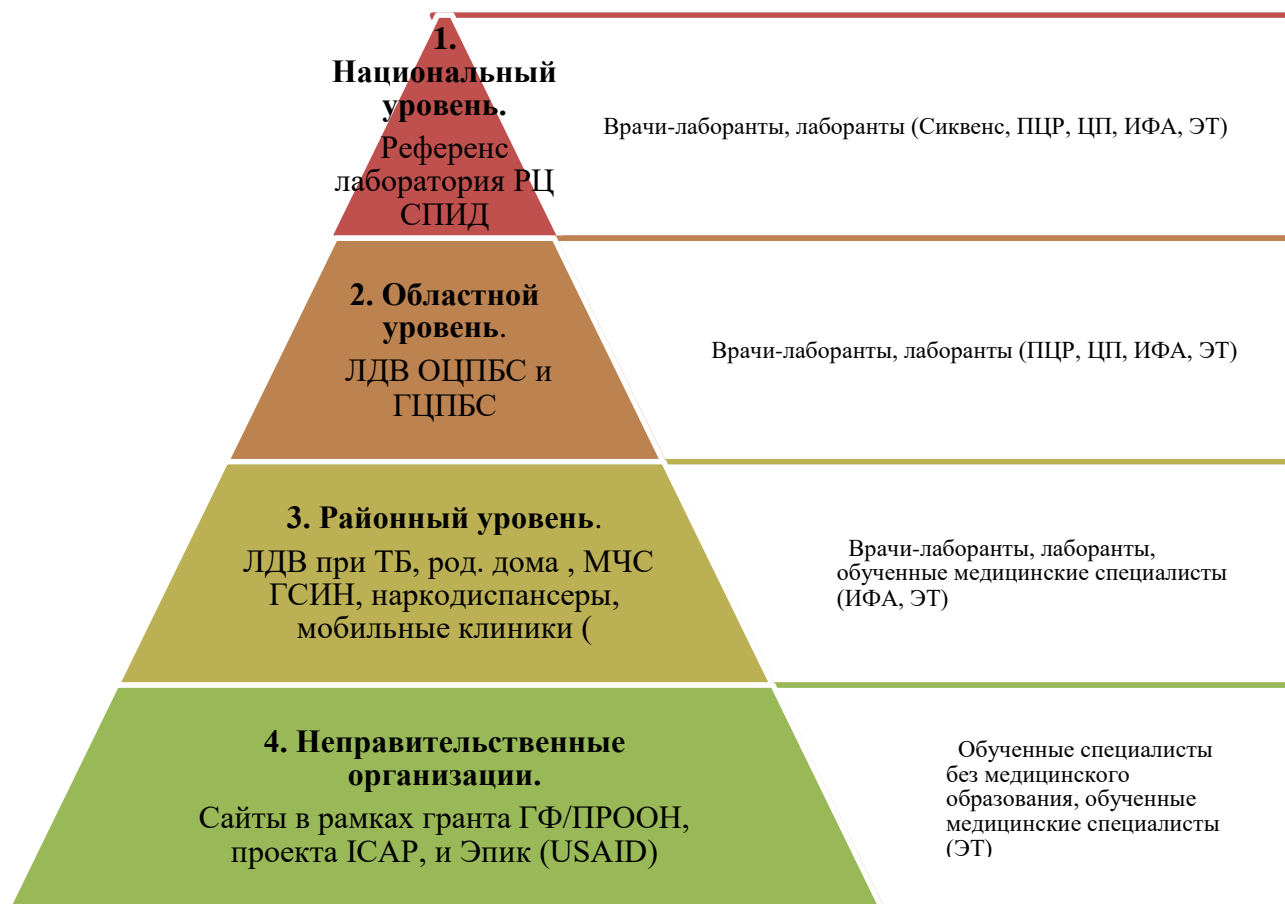 1.
Национальный
уровень.
Референс
лаборатория РЦ
СПИД
Врачи-лаборанты, лаборанты (Сиквенс, ПЦР, ЦП, ИФА, ЭТ)
2. Областной
уровень.
ЛДВ ОЦПБС и
ГЦПБС
Врачи-лаборанты, лаборанты (ПЦР, ЦП, ИФА, ЭТ)
3. Районный уровень.
ЛДВ при ТБ, род. дома , МЧС
ГСИН, наркодиспансеры,
мобильные клиники (
Врачи-лаборанты, лаборанты,
обученные медицинские специалисты
(ИФА, ЭТ)
4. Неправительственные
организации.
Сайты в рамках гранта ГФ/ПРООН,
проекта ICAP, и Эпик (USAID)
Обученные специалисты
без медицинского
образования, обученные
медицинские специалисты
(ЭТ)